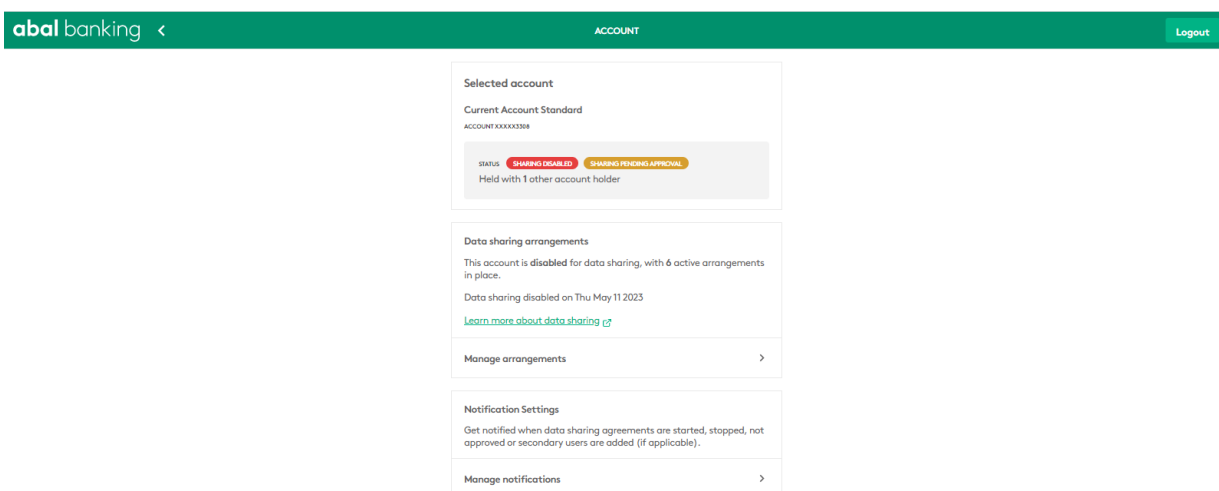 abal banking
ACCOUNT
Logout
Selected account
Current Account Standard
ACCOUNT XXXXX3308
STATUS SHARING DISABLED SHARING PENDING APPROVAL
Held with 1 other account holder
Data sharing arrangements
This account is disabled for data sharing, with 6 active arrangements
in place.
Data sharing disabled on Thu May 11 2023
Learn more about data sharing
Manage arrangements
Notification Settings
Get notified when data sharing agreements are started, stopped, not
approved or secondary users are added (if applicable).
Manage notifications